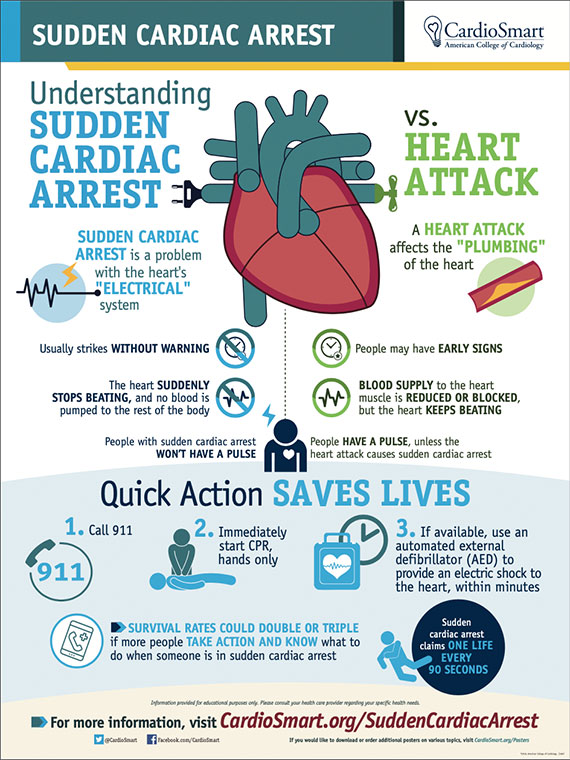 SUDDEN CARDIAC ARREST
CardioSmart
American College of Cardiology
Understanding
SUDDEN
CARDIAC
ARREST
vs.
HEART
ATTACK
SUDDEN CARDIAC
ARREST is a problem
with the heart's
"ELECTRICAL"
system
A HEART ATTACK
affects the "PLUMBING"
of the heart
Usually strikes WITHOUT WARNING
People may have EARLY SIGNS
The heart SUDDENLY
STOPS BEATING, and no blood is
pumped to the rest of the body
BLOOD SUPPLY to the heart
muscle is REDUCED OR BLOCKED,
but the heart KEEPS BEATING
People with sudden cardiac arrest
WON'T HAVE A PULSE
People HAVE A PULSE, unless the
heart attack causes sudden cardiac arrest
Quick Action SAVES LIVES
1. Call 911
911
2. Immediately
start CPR,
hands only
3. If available, use an
automated external
defibrillator (AED) to
provide an electric shock to
the heart, within minutes
SURVIVAL RATES COULD DOUBLE OR TRIPLE
if more people TAKE ACTION AND KNOW what to
do when someone is in sudden cardiac arrest
Sudden
cardiac arrest
claims ONE LIFE
EVERY
90 SECONDS
Information provided for educational purposes only. Please consult your health care provider regarding your specific health needs.
For more information, visit CardioSmart.org/SuddenCardiacArrest
@CardioSmart
Facebook.com/CardioSmart
If you would like to download or order additional posters on various topics, visit CardioSmart.org/Posters